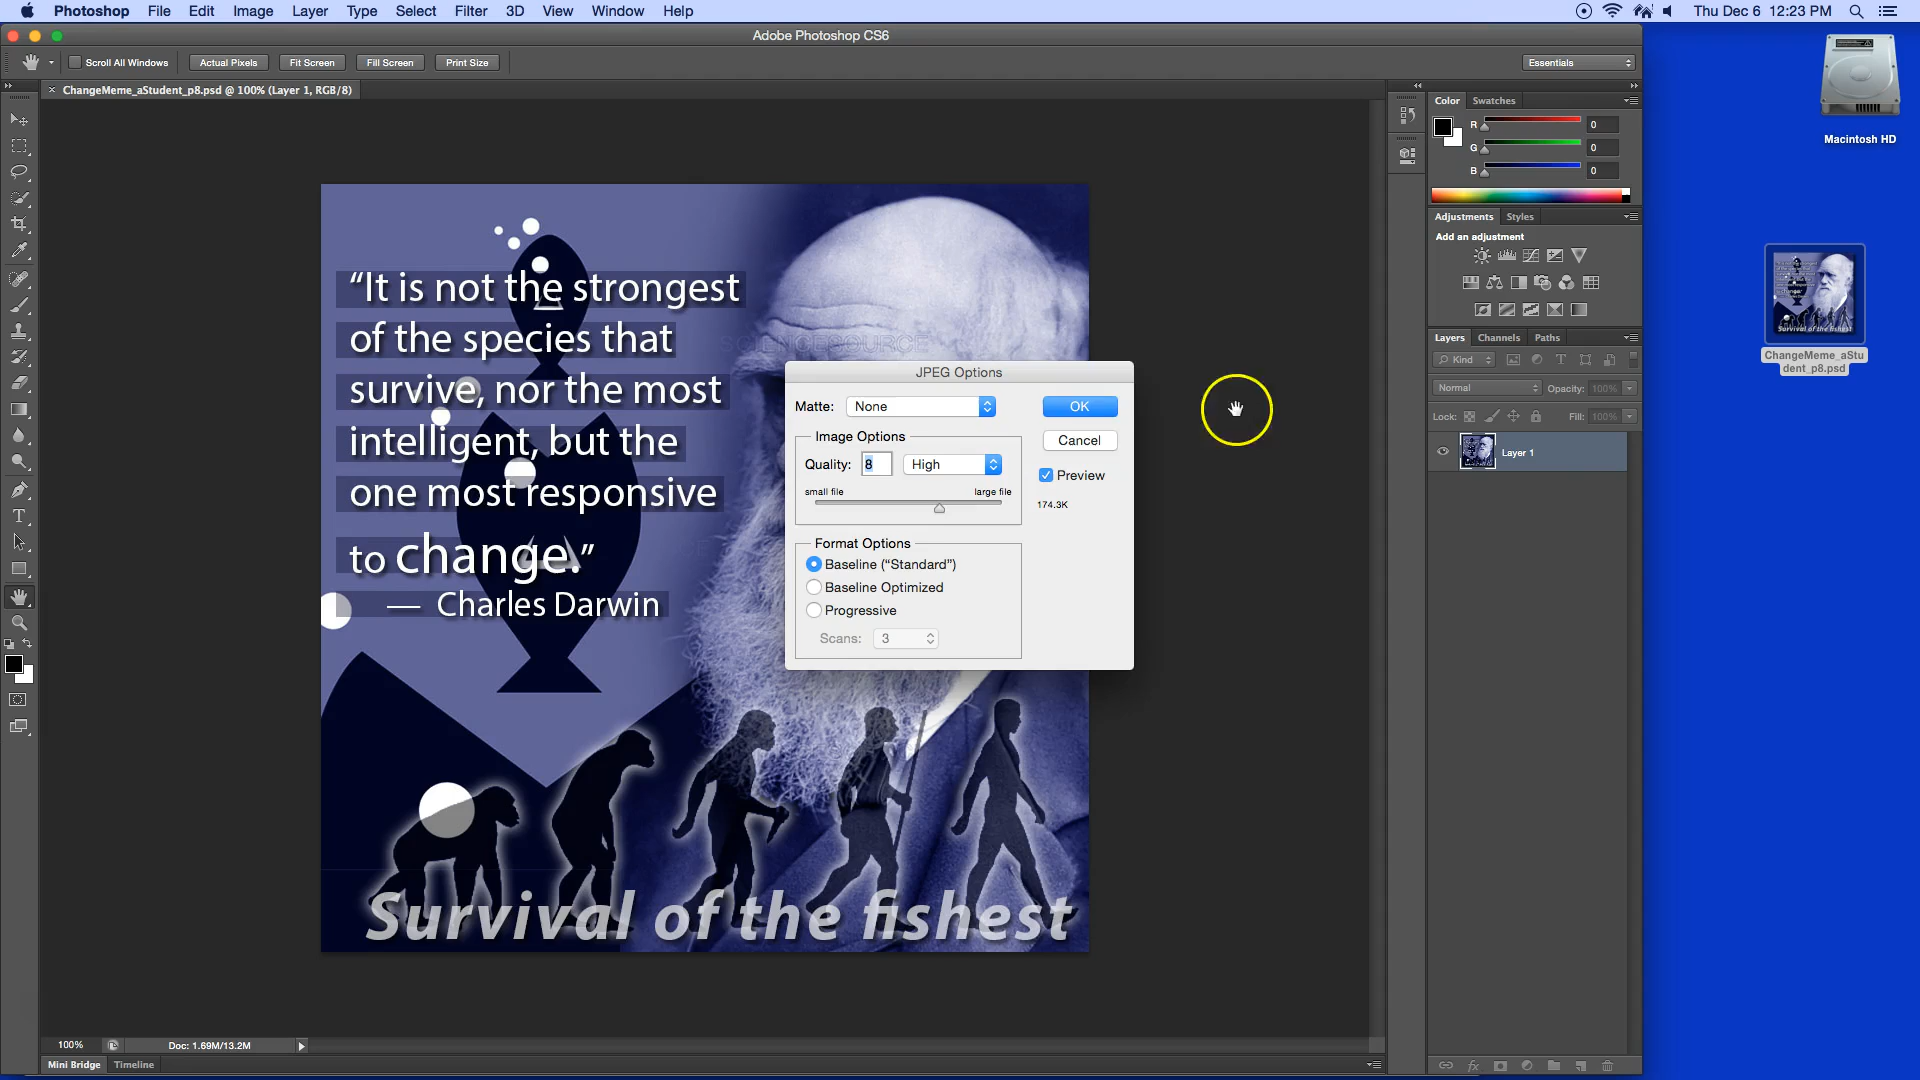 Photoshop File Edit Image Layer Type Select Filter 3D View Window Help
Thu Dec 6 12:23 PM
Adobe Photoshop CS6
Scroll All Windows Actual Pixels Fit Screen Fill Screen Print Size
Essentials
ChangeMeme_aStudent_p8.psd @ 100% (Layer 1, RGB/8)
“It is not the strongest
of the species that
survive, nor the most
intelligent, but the
one most responsive
to change.”
— Charles Darwin
Survival of the fishest
JPEG Options
Matte: None
OK
Cancel
Image Options
Quality: 8 High
small file large file
Preview
174.3K
Format Options
Baseline (“Standard”)
Baseline Optimized
Progressive
Scans: 3
Color Swatches
R 0
G 0
B 0
Adjustments Styles
Add an adjustment
Layers Channels Paths
Kind
Normal Opacity: 100%
Lock: Fill: 100%
Layer 1
Macintosh HD
ChangeMeme_aStu
dent_p8.psd
100% Doc: 1.69M/13.2M
Mini Bridge Timeline